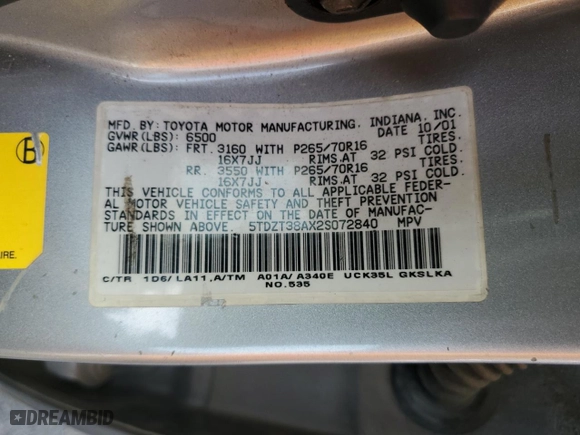 MFD. BY: TOYOTA MOTOR MANUFACTURING, INDIANA, INC.
GVWR(LBS): 6500 DATE 10/01
GAWR(LBS): FRT. 3160 WITH P265/70R16 TIRES.
16X7JJ RIMS.AT 32 PSI COLD.
RR. 3550 WITH P265/70R16 TIRES.
16X7JJ RIMS.AT 32 PSI COLD.
THIS VEHICLE CONFORMS TO ALL APPLICABLE FEDER-
AL MOTOR VEHICLE SAFETY AND THEFT PREVENTION
STANDARDS IN EFFECT ON THE DATE OF MANUFAC-
TURE SHOWN ABOVE. 5TDZT38AX2S072840 MPV
C/TR 1D6/LA11,A/TM A01A/A340E UCK35L GKSLKA
NO.535
B
IRE.
DREAMBID